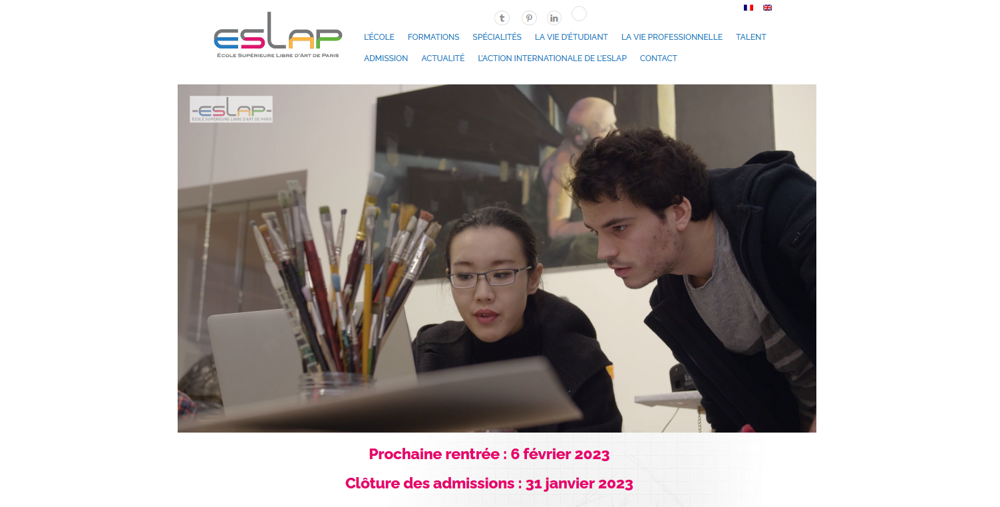 eslap
École Supérieure Libre d'Art de Paris
L'ÉCOLE FORMATIONS SPÉCIALITÉS LA VIE D'ÉTUDIANT LA VIE PROFESSIONNELLE TALENT
ADMISSION ACTUALITÉ L'ACTION INTERNATIONALE DE L'ESLAP CONTACT
-eslap-
ÉCOLE SUPÉRIEURE LIBRE D'ART DE PARIS
Prochaine rentrée : 6 février 2023
Clôture des admissions : 31 janvier 2023